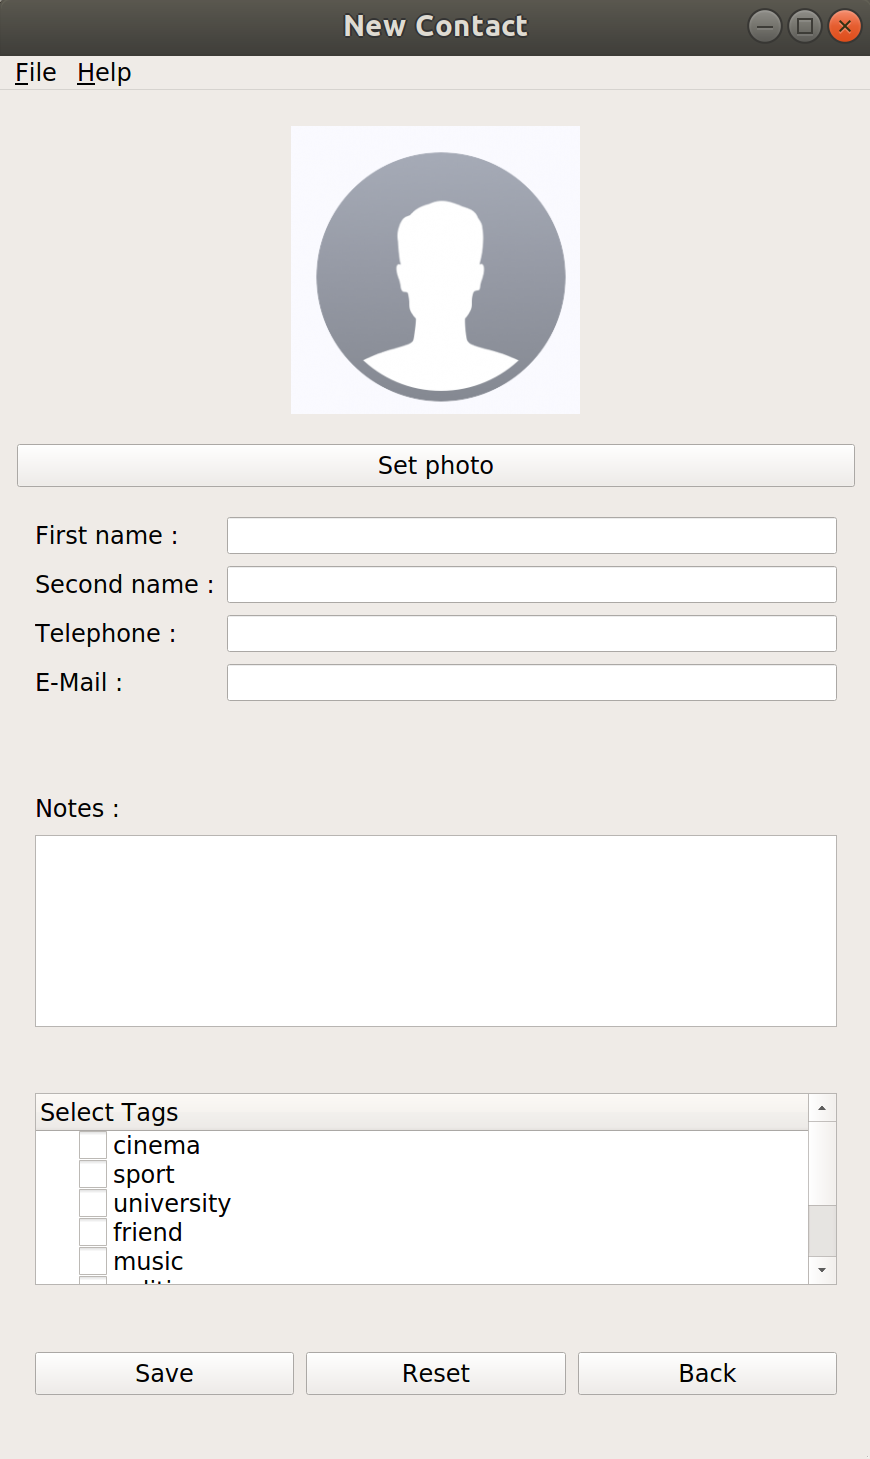 New Contact
File Help
Set photo
First name :
Second name :
Telephone :
E-Mail :
Notes :
Select Tags
cinema
sport
university
friend
music
Save Reset Back